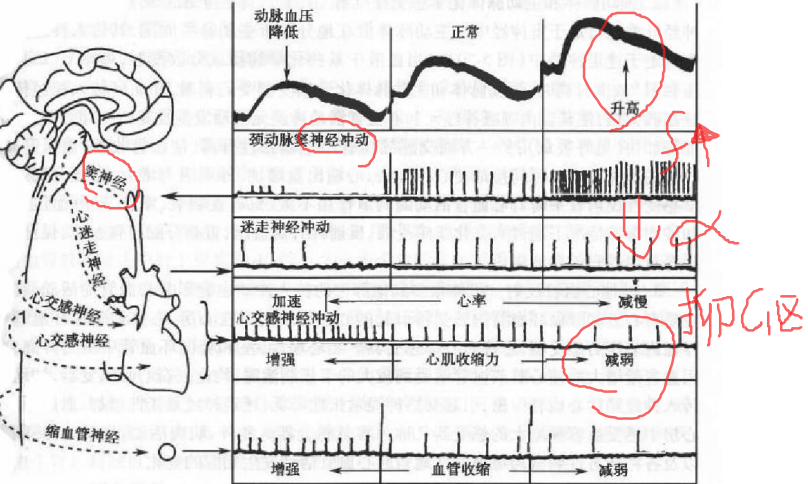 动脉血压
降低
正常
升高
颈动脉窦神经冲动
窦神经
迷走神经冲动
心迷走神经
加速
心率
减慢
心交感神经冲动
心交感神经
心交感神经
增强
心肌收缩力
减弱
抑心区
缩血管神经
增强
血管收缩
减弱